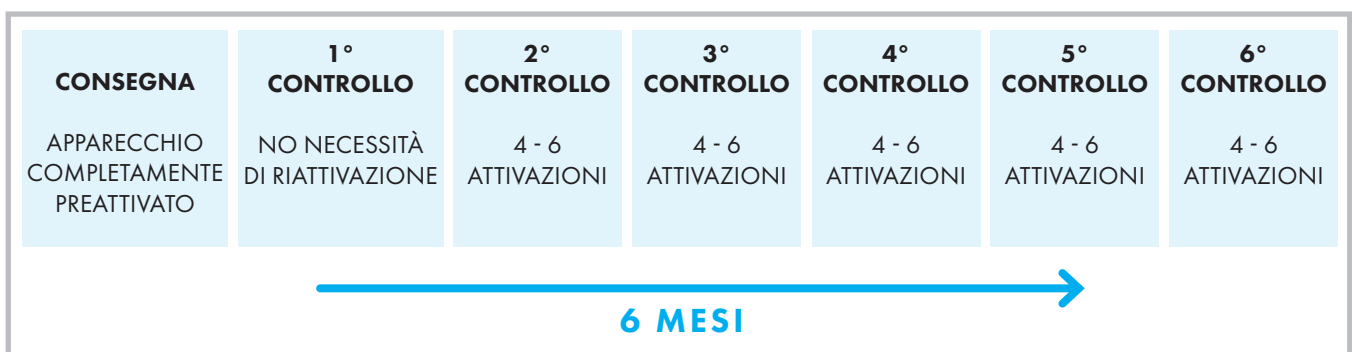 CONSEGNA
APPARECCHIO
COMPLETAMENTE
PREATTIVATO
1°
CONTROLLO
NO NECESSITÀ
DI RIATTIVAZIONE
2°
CONTROLLO
4 - 6
ATTIVAZIONI
3°
CONTROLLO
4 - 6
ATTIVAZIONI
4°
CONTROLLO
4 - 6
ATTIVAZIONI
5°
CONTROLLO
4 - 6
ATTIVAZIONI
6°
CONTROLLO
4 - 6
ATTIVAZIONI
6 MESI